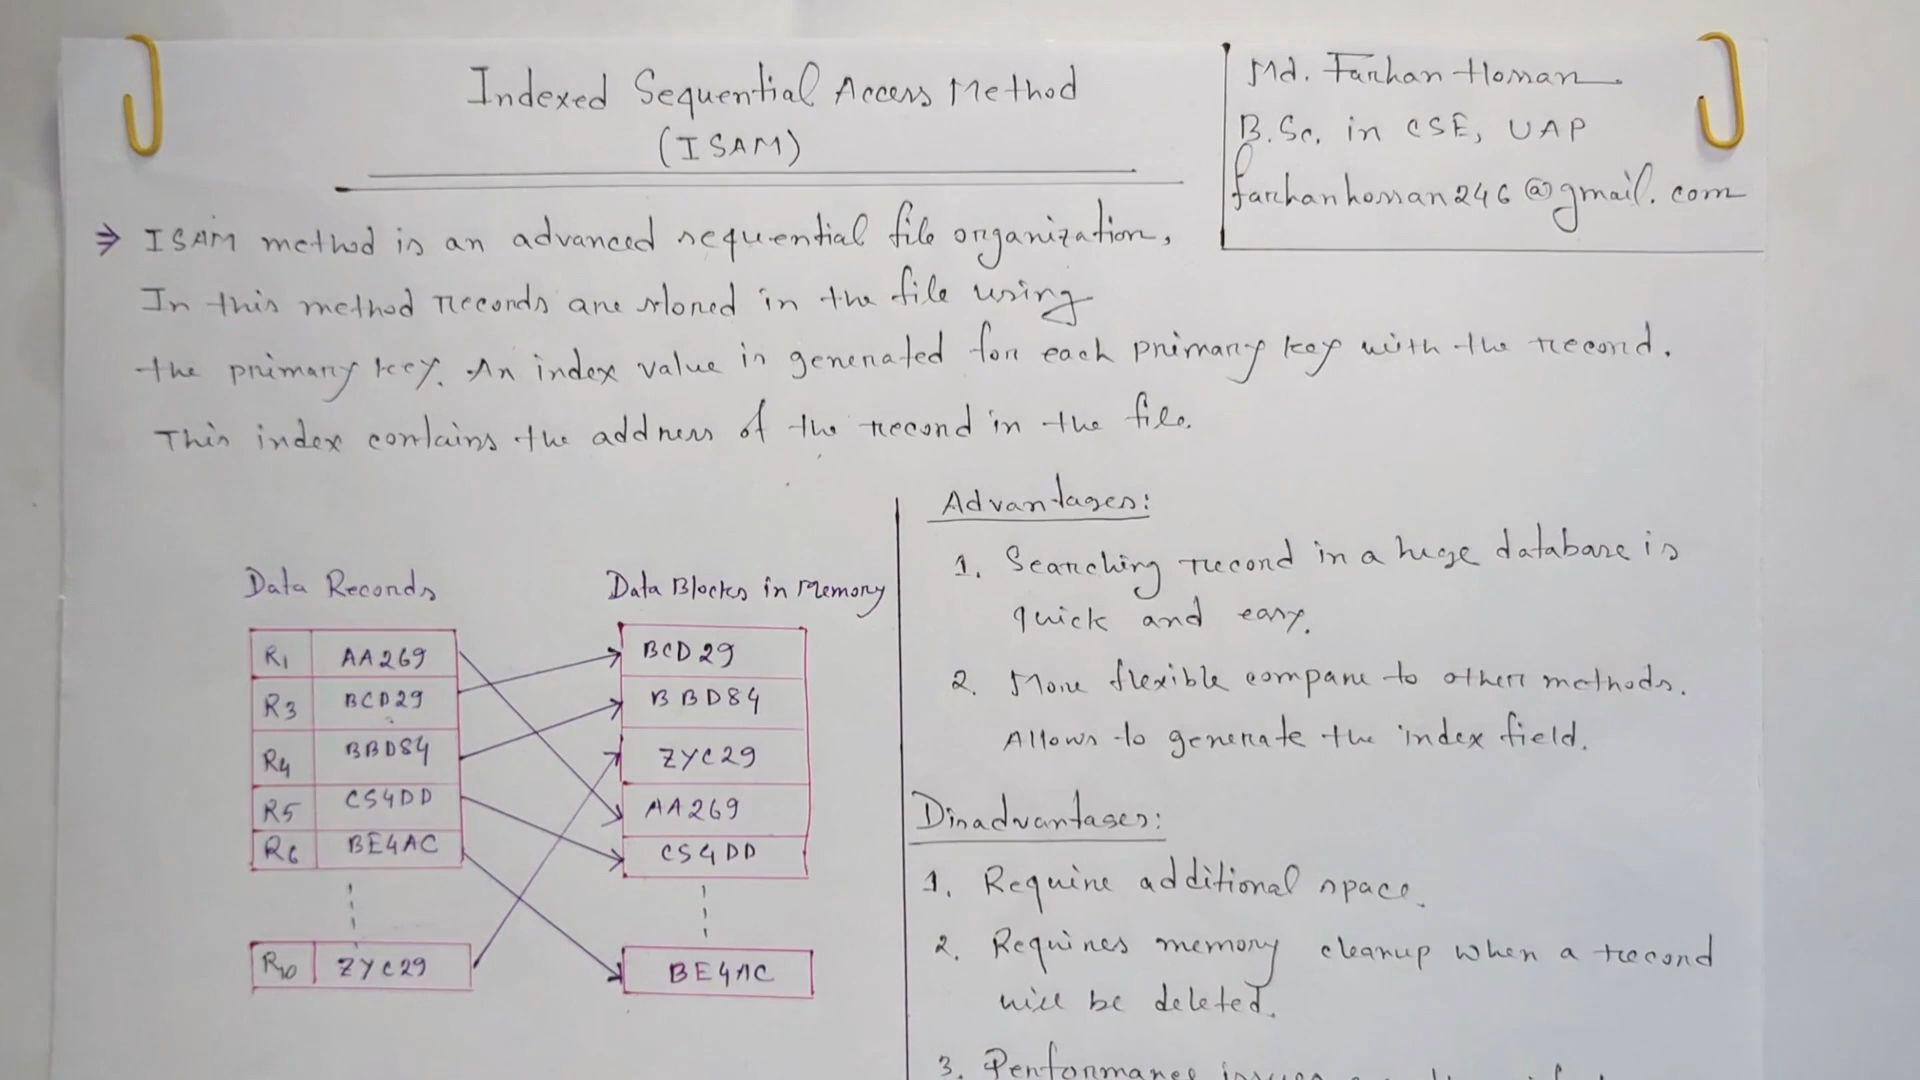 Indexed Sequential Access Method
(ISAM)
Md. Farhan Hossan
B.Sc. in CSE, UAP
farhanhossan246@gmail.com
⇒ ISAM method is an advanced sequential file organization,
In this method records are stored in the file using
the primary key. An index value is generated for each primary key with the record.
This index contains the address of the record in the file.
Data Records
R1 AA269
R3 BCD29
R4 BBD84
R5 CS4DD
R6 BE4AC
R10 ZYC29
Data Blocks in Memory
BCD29
BBD84
ZYC29
AA269
CS4DD
BE4AC
Advantages:
1. Searching record in a huge database is
quick and easy.
2. More flexible compare to other methods.
Allows to generate the index field.
Disadvantages:
1. Require additional space.
2. Requires memory cleanup when a record
will be deleted.
3. Performance issues